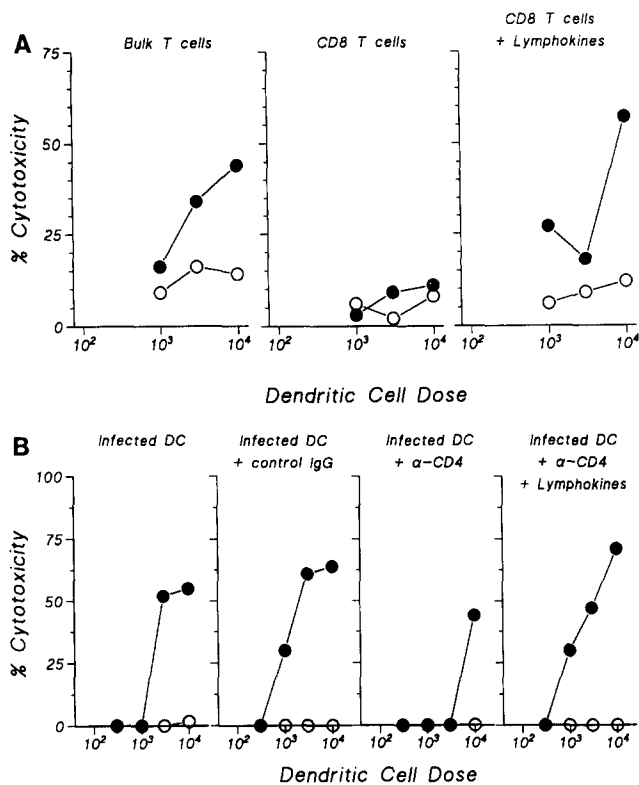 A
Bulk T cells
CD8 T cells
CD8 T cells
+ Lymphokines
% Cytotoxicity
75
50
25
0
10² 10³ 10⁴
10² 10³ 10⁴
10² 10³ 10⁴
Dendritic Cell Dose
B
Infected DC
Infected DC
+ control IgG
Infected DC
+ α-CD4
Infected DC
+ α-CD4
+ Lymphokines
% Cytotoxicity
100
75
50
25
0
10² 10³ 10⁴
10² 10³ 10⁴
10² 10³ 10⁴
10² 10³ 10⁴
Dendritic Cell Dose